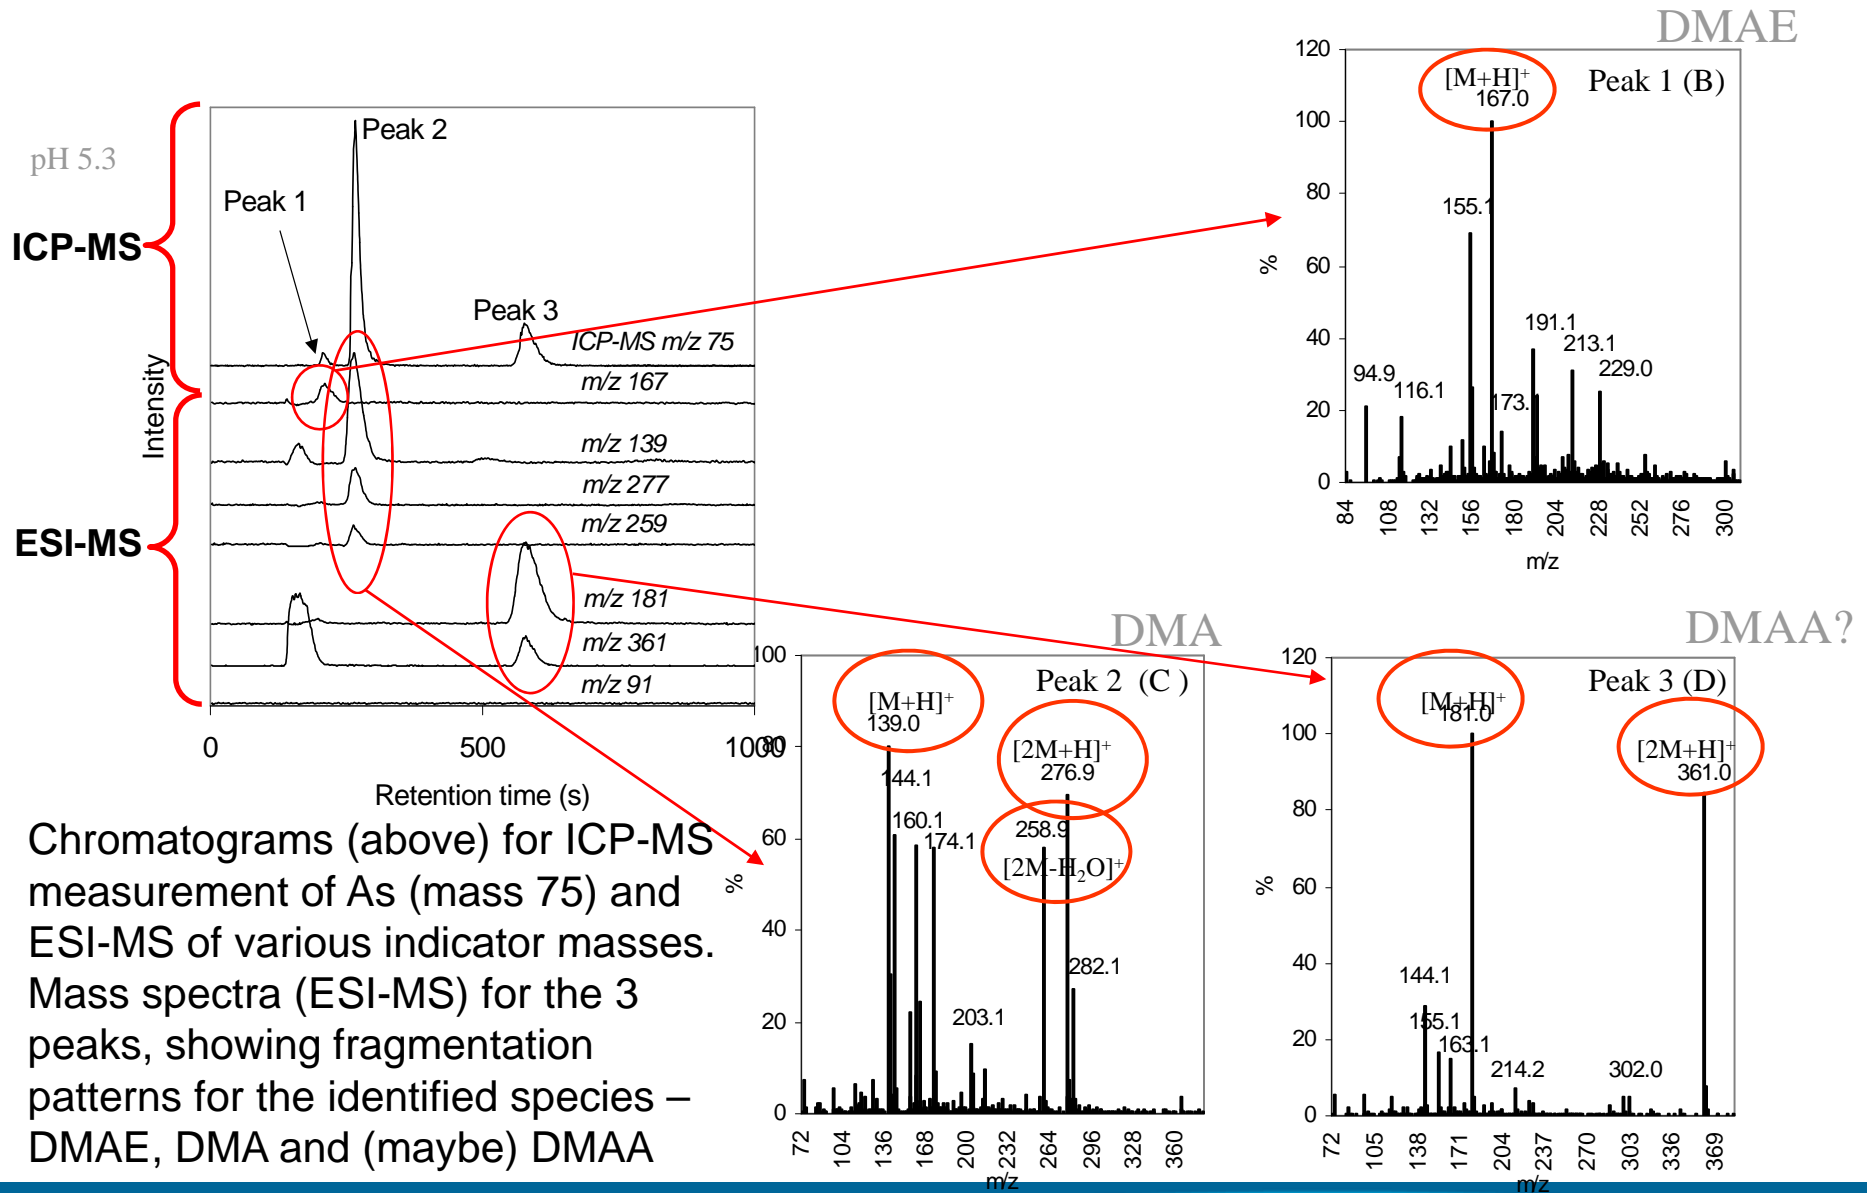 pH 5.3
ICP-MS
ESI-MS
Intensity
Peak 1
Peak 2
Peak 3
ICP-MS m/z 75
m/z 167
m/z 139
m/z 277
m/z 259
m/z 181
m/z 361
m/z 91
0
500
1000
Retention time (s)
Chromatograms (above) for ICP-MS
measurement of As (mass 75) and
ESI-MS of various indicator masses.
Mass spectra (ESI-MS) for the 3
peaks, showing fragmentation
patterns for the identified species –
DMAE, DMA and (maybe) DMAA
DMAE
Peak 1 (B)
[M+H]+
167.0
155.1
191.1
213.1
229.0
94.9
116.1
173.
120
100
80
60
40
20
0
%
84 108 132 156 180 204 228 252 276 300
m/z
DMA
Peak 2 (C )
[M+H]+
139.0
[2M+H]+
276.9
258.9
[2M-H₂O]+
144.1
160.1
174.1
203.1
282.1
100
80
60
40
20
0
%
72 104 136 168 200 232 264 296 328 360
m/z
DMAA?
Peak 3 (D)
[M+H]+
181.0
[2M+H]+
361.0
144.1
155.1
163.1
214.2
302.0
120
100
80
60
40
20
0
%
72 105 138 171 204 237 270 303 336 369
m/z